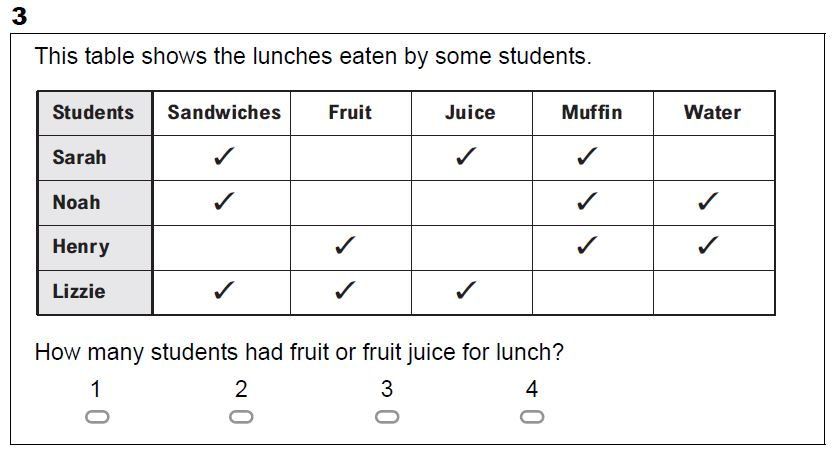 3
This table shows the lunches eaten by some students.
Students Sandwiches Fruit Juice Muffin Water
Sarah ✓ ✓ ✓
Noah ✓ ✓ ✓
Henry ✓ ✓ ✓
Lizzie ✓ ✓ ✓
How many students had fruit or fruit juice for lunch?
1 2 3 4